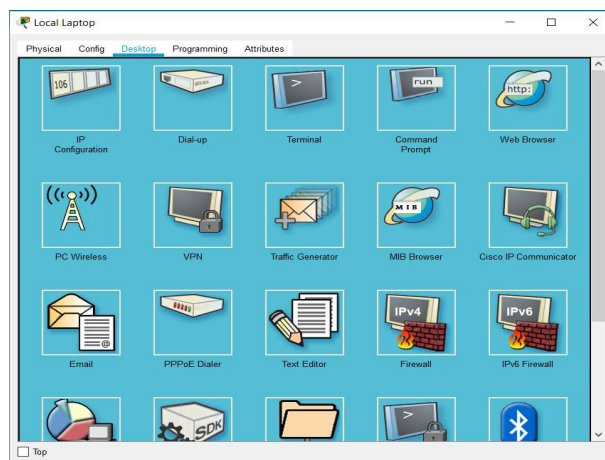 Local Laptop
Physical Config Desktop Programming Attributes
106
>
run
http:
IP
Configuration
Dial-up
Terminal
Command
Prompt
Web Browser
MIB
PC Wireless
VPN
Traffic Generator
MIB Browser
Cisco IP Communicator
@
IPv4
IPv6
Email
PPPoE Dialer
Text Editor
Firewall
IPv6 Firewall
SDK
>
Top